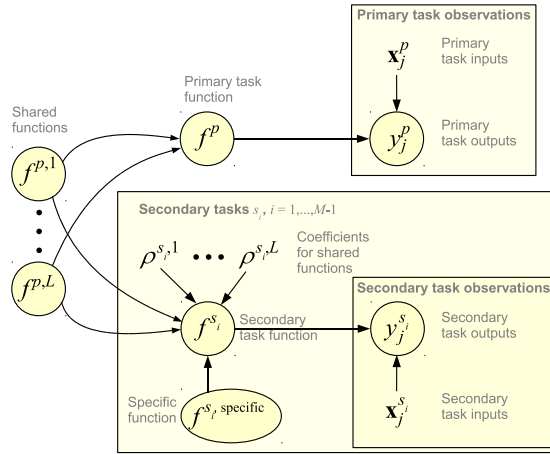 Primary task observations
x_j^p
Primary
task inputs
Primary task
function
Shared
functions
f^p
y_j^p
Primary
task outputs
f^{p,1}
f^{p,L}
Secondary tasks s_i, i = 1,...,M-1
ρ^{s_i,1} ••• ρ^{s_i,L}
Coefficients
for shared
functions
Secondary task observations
f^{s_i}
Secondary
task function
y_j^{s_i}
Secondary
task outputs
Specific
function
f^{s_i, specific}
x_j^{s_i}
Secondary
task inputs